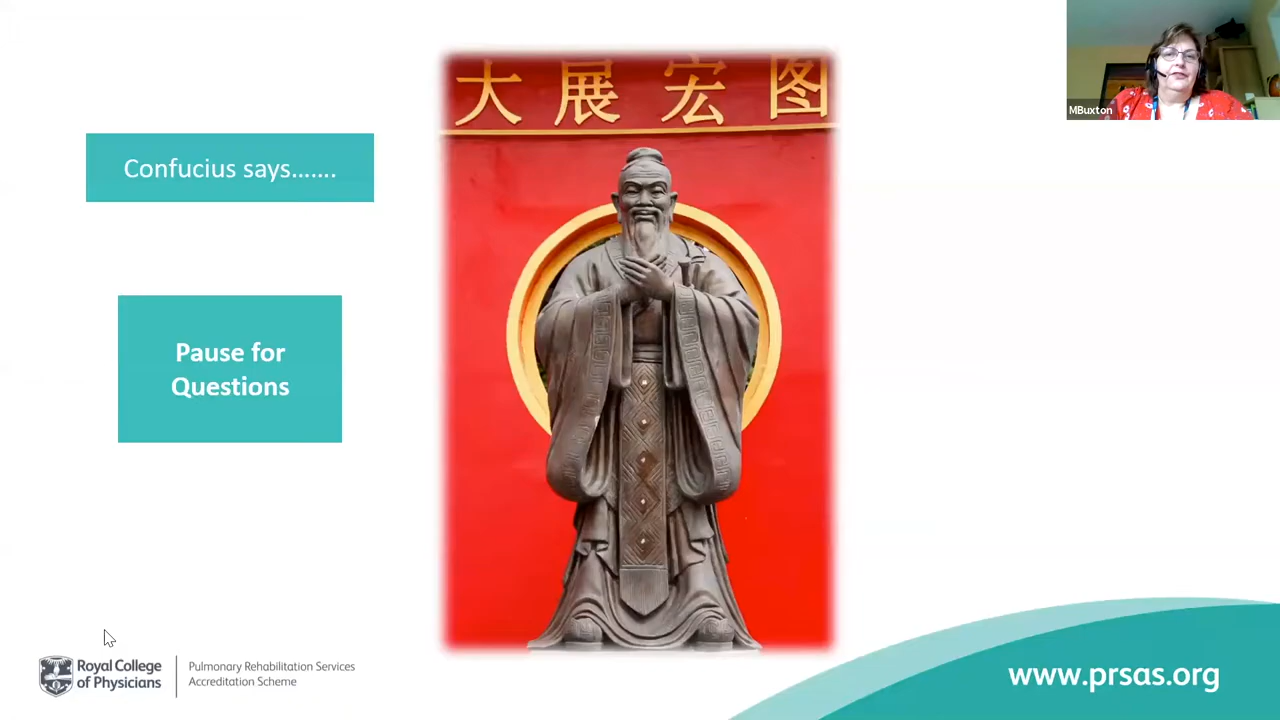 大展宏图
MBuxton
Confucius says.......
Pause for
Questions
Royal College
of Physicians
Pulmonary Rehabilitation Services
Accreditation Scheme
www.prsas.org